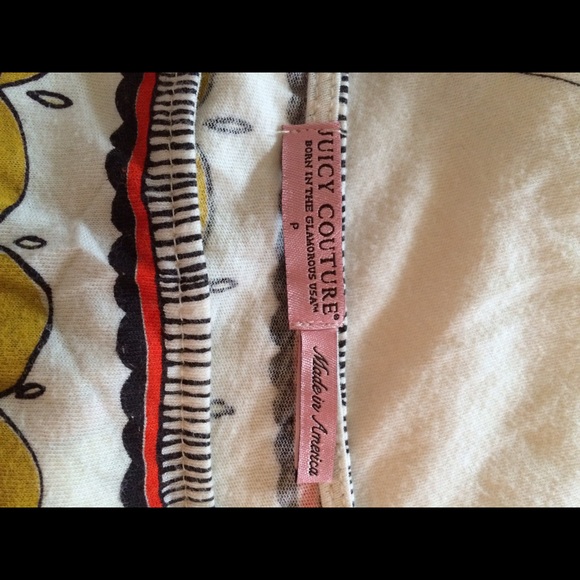 JUICY COUTURE®
BORN IN THE GLAMOROUS USA™
P
Made in America